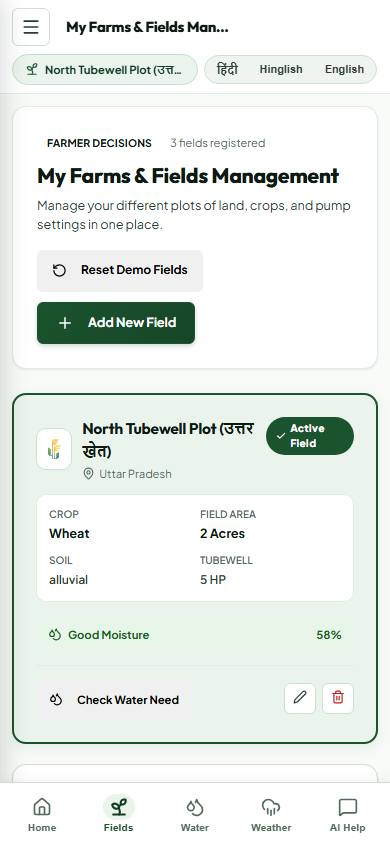 My Farms & Fields Man...
North Tubewell Plot (उत्त...
हिंदी
Hinglish
English
FARMER DECISIONS
3 fields registered
My Farms & Fields Management
Manage your different plots of land, crops, and pump
settings in one place.
Reset Demo Fields
Add New Field
North Tubewell Plot (उत्तर
खेत)
Active
Field
Uttar Pradesh
CROP
FIELD AREA
Wheat
2 Acres
SOIL
TUBEWELL
alluvial
5 HP
Good Moisture
58%
Check Water Need
Home
Fields
Water
Weather
AI Help